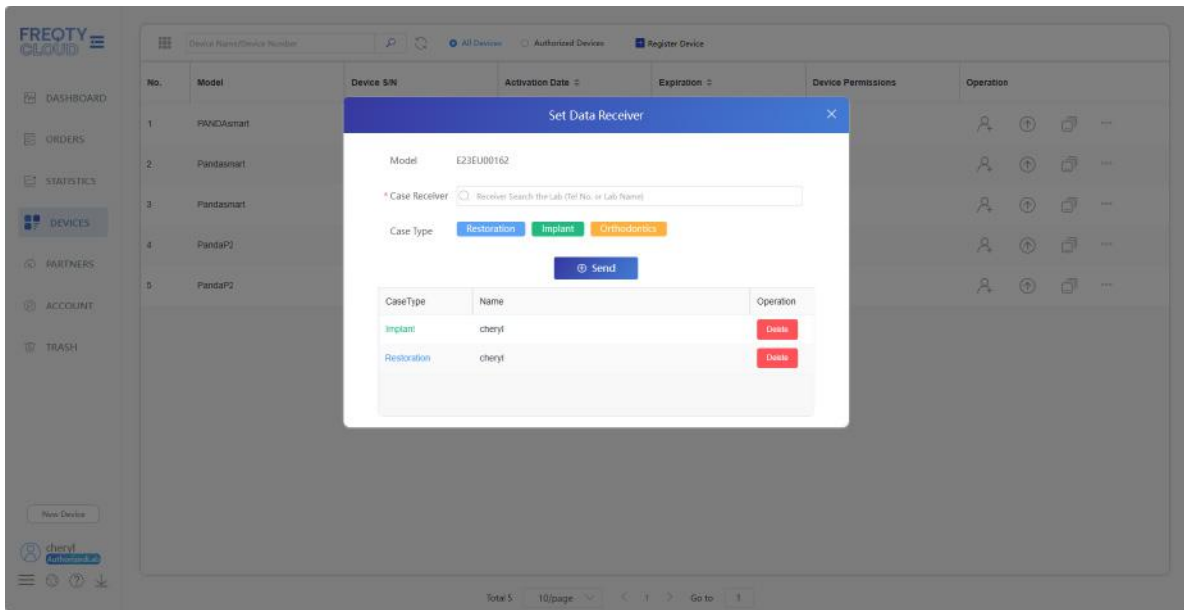 FREQTY
CLOUD
Device Name/Device Number
All Devices
Authorized Devices
Register Device
No.
Model
Device S/N
Activation Date
Expiration
Device Permissions
Operation
DASHBOARD
ORDERS
STATISTICS
DEVICES
PARTNERS
ACCOUNT
TRASH
1
PANDAsmart
2
Pandasmart
3
Pandasmart
4
PandaP2
5
PandaP2
Set Data Receiver
Model
E23EU00162
* Case Receiver
Receiver Search the Lab (Tel No. or Lab Name)
Case Type
Restoration
Implant
Orthodontics
Send
CaseType
Name
Operation
Implant
cheryl
Delete
Restoration
cheryl
Delete
New Device
cheryl
Authorized Lab
Total 5
10/page
1
Go to
1